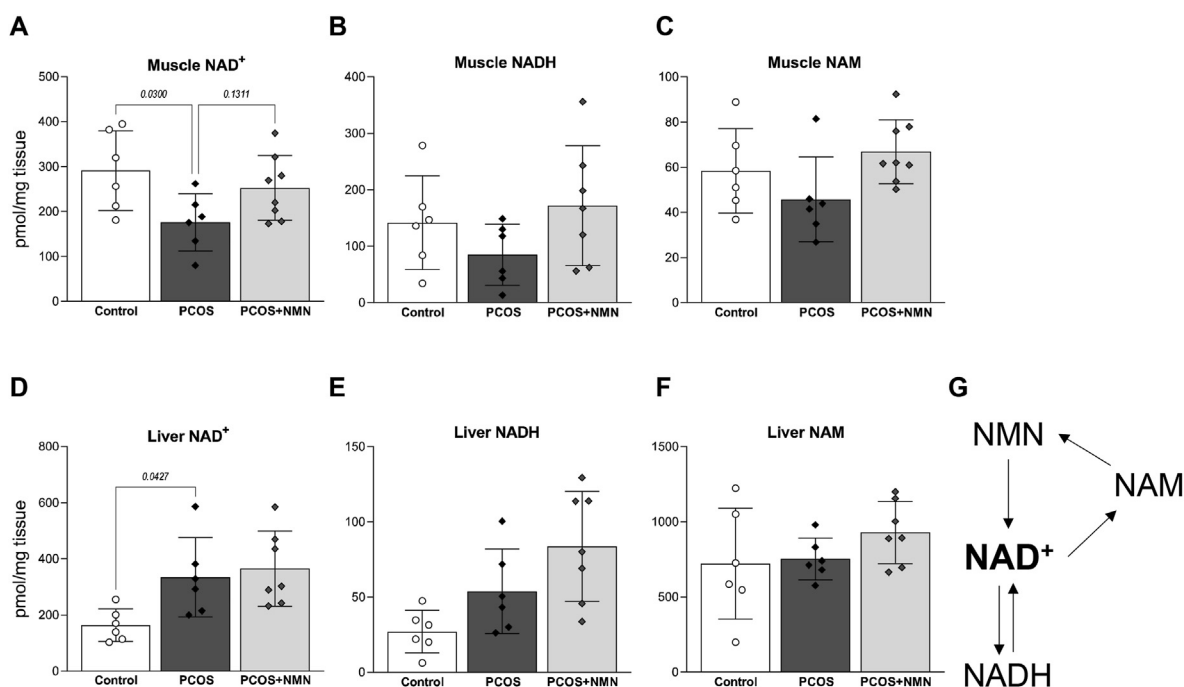 A
Muscle NAD⁺
500
400
300
200
100
0
pmol/mg tissue
0.0300
0.1311
Control PCOS PCOS+NMN
B
Muscle NADH
400
300
200
100
0
Control PCOS PCOS+NMN
C
Muscle NAM
100
80
60
40
20
0
Control PCOS PCOS+NMN
D
Liver NAD⁺
800
600
400
200
0
pmol/mg tissue
0.0427
Control PCOS PCOS+NMN
E
Liver NADH
150
100
50
0
Control PCOS PCOS+NMN
F
Liver NAM
1500
1000
500
0
Control PCOS PCOS+NMN
G
NMN
NAM
NAD⁺
NADH